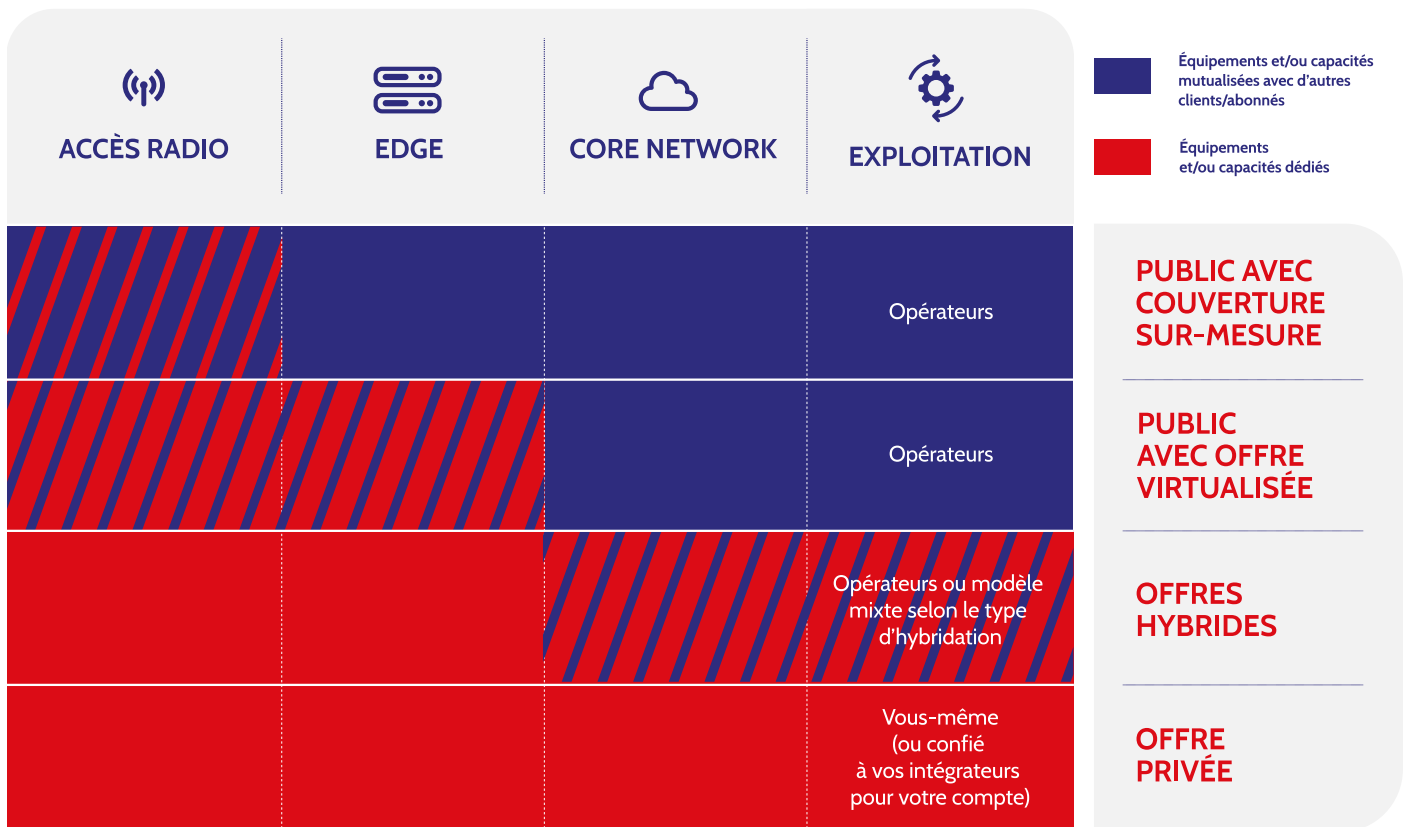 ACCÈS RADIO
EDGE
CORE NETWORK
EXPLOITATION
Équipements et/ou capacités
mutualisées avec d'autres
clients/abonnés
Équipements
et/ou capacités dédiés
Opérateurs
PUBLIC AVEC
COUVERTURE
SUR-MESURE
Opérateurs
PUBLIC
AVEC OFFRE
VIRTUALISÉE
Opérateurs ou modèle
mixte selon le type
d'hybridation
OFFRES
HYBRIDES
Vous-même
(ou confié
à vos intégrateurs
pour votre compte)
OFFRE
PRIVÉE